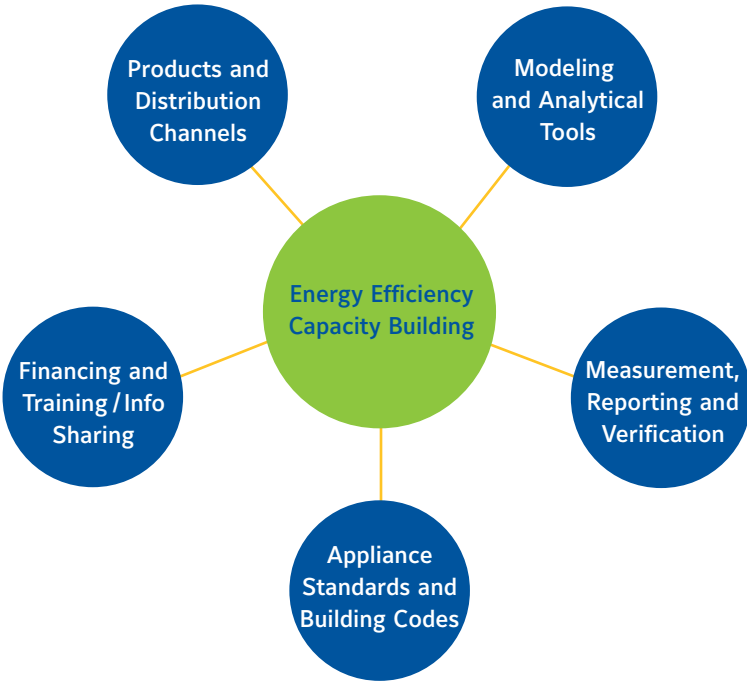 Products and
Distribution
Channels
Modeling
and Analytical
Tools
Energy Efficiency
Capacity Building
Financing and
Training / Info
Sharing
Measurement,
Reporting and
Verification
Appliance
Standards and
Building Codes